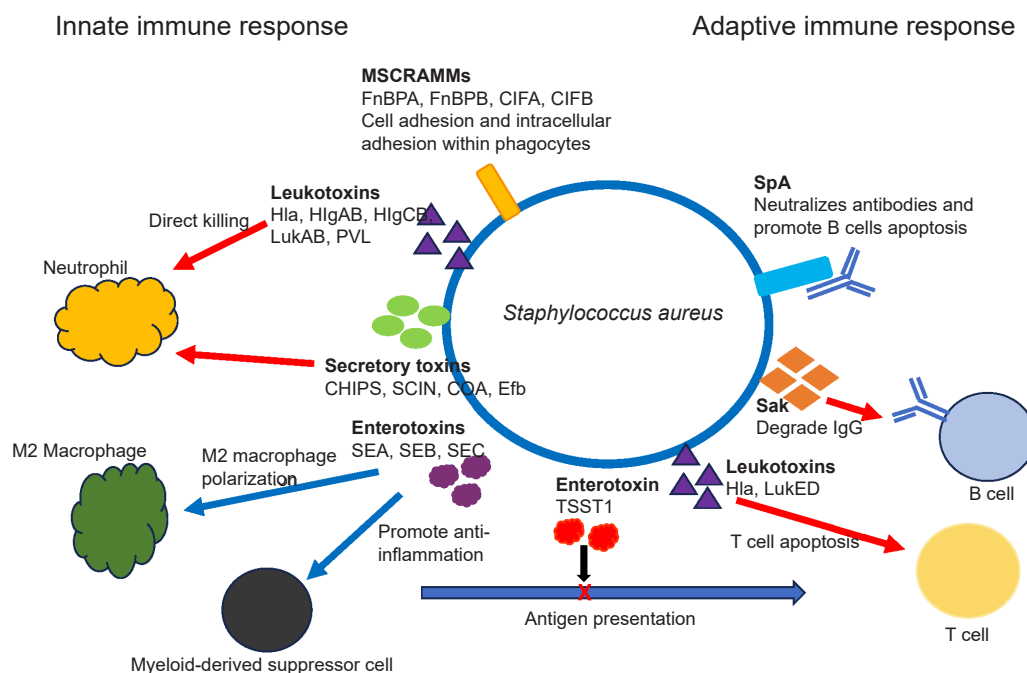 Innate immune response
Adaptive immune response
MSCRAMMs
FnBPA, FnBPB, ClFA, ClFB
Cell adhesion and intracellular
adhesion within phagocytes
Leukotoxins
Hla, HlgAB, HlgCB,
LukAB, PVL
Direct killing
Neutrophil
SpA
Neutralizes antibodies and
promote B cells apoptosis
Staphylococcus aureus
Secretory toxins
CHIPS, SCIN, COA, Efb
Sak
Degrade IgG
B cell
Enterotoxins
SEA, SEB, SEC
M2 Macrophage
M2 macrophage
polarization
Promote anti-
inflammation
Myeloid-derived suppressor cell
Enterotoxin
TSST1
X
Antigen presentation
Leukotoxins
Hla, LukED
T cell apoptosis
T cell